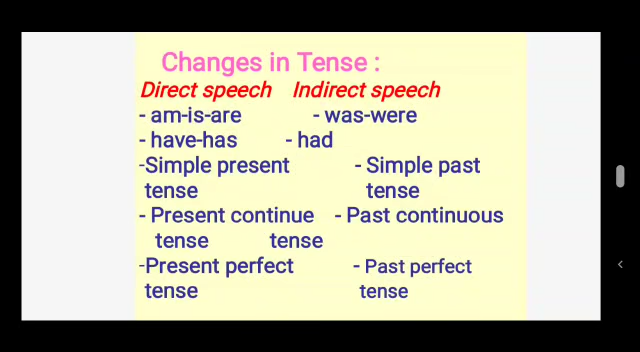 Changes in Tense :
Direct speech Indirect speech
- am-is-are - was-were
- have-has - had
-Simple present - Simple past
tense tense
- Present continue - Past continuous
tense tense
-Present perfect - Past perfect
tense tense